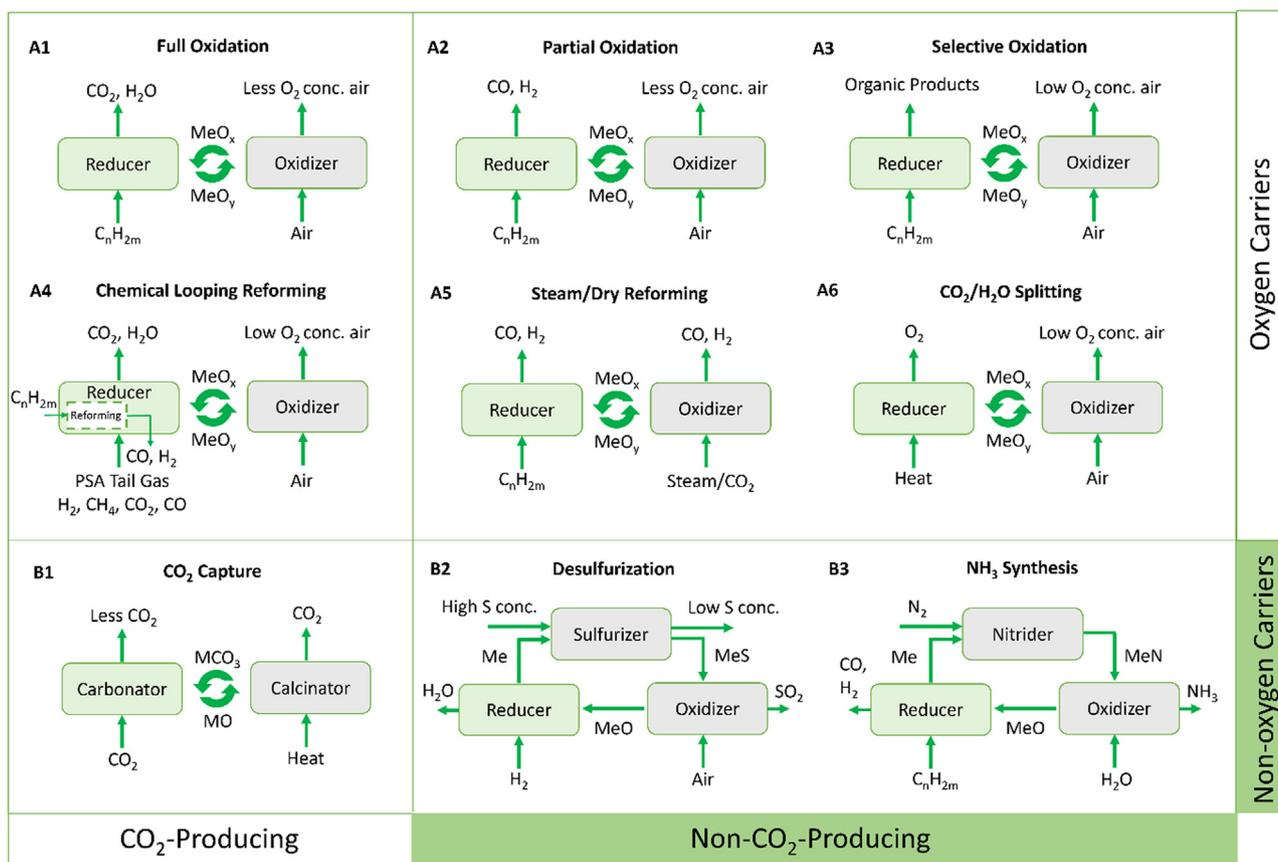 A1 Full Oxidation
CO₂, H₂O
Less O₂ conc. air
Reducer
MeOₓ
MeOᵧ
Oxidizer
CₙH₂ₘ
Air
A2 Partial Oxidation
CO, H₂
Less O₂ conc. air
Reducer
MeOₓ
MeOᵧ
Oxidizer
CₙH₂ₘ
Air
A3 Selective Oxidation
Organic Products
Low O₂ conc. air
Reducer
MeOₓ
MeOᵧ
Oxidizer
CₙH₂ₘ
Air
A4 Chemical Looping Reforming
CO₂, H₂O
Low O₂ conc. air
CₙH₂ₘ
Reducer
Reforming
MeOₓ
MeOᵧ
Oxidizer
CO, H₂
PSA Tail Gas
H₂, CH₄, CO₂, CO
Air
A5 Steam/Dry Reforming
CO, H₂
CO, H₂
Reducer
MeOₓ
MeOᵧ
Oxidizer
CₙH₂ₘ
Steam/CO₂
A6 CO₂/H₂O Splitting
O₂
Low O₂ conc. air
Reducer
MeOₓ
MeOᵧ
Oxidizer
Heat
Air
Oxygen Carriers
B1 CO₂ Capture
Less CO₂
CO₂
Carbonator
MCO₃
MO
Calcinator
CO₂
Heat
B2 Desulfurization
High S conc.
Sulfurizer
Low S conc.
Me
MeS
H₂O
Reducer
MeO
Oxidizer
SO₂
H₂
Air
B3 NH₃ Synthesis
N₂
Nitrider
Me
MeN
CO,
H₂
Reducer
MeO
Oxidizer
NH₃
CₙH₂ₘ
H₂O
Non-oxygen Carriers
CO₂-Producing
Non-CO₂-Producing